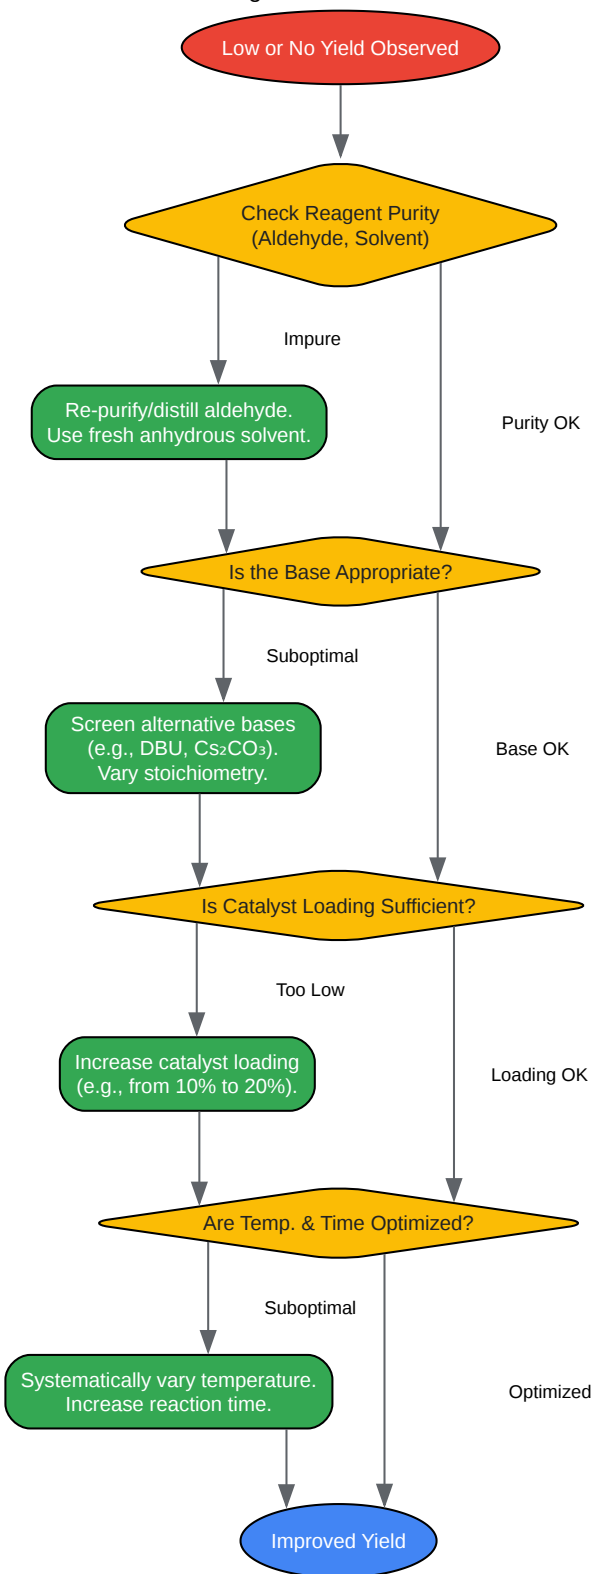 Low or No Yield Observed
Check Reagent Purity
(Aldehyde, Solvent)
Impure
Re-purify/distill aldehyde.
Use fresh anhydrous solvent.
Purity OK
Is the Base Appropriate?
Suboptimal
Screen alternative bases
(e.g., DBU, Cs₂CO₃).
Vary stoichiometry.
Base OK
Is Catalyst Loading Sufficient?
Too Low
Increase catalyst loading
(e.g., from 10% to 20%).
Loading OK
Are Temp. & Time Optimized?
Suboptimal
Systematically vary temperature.
Increase reaction time.
Optimized
Improved Yield